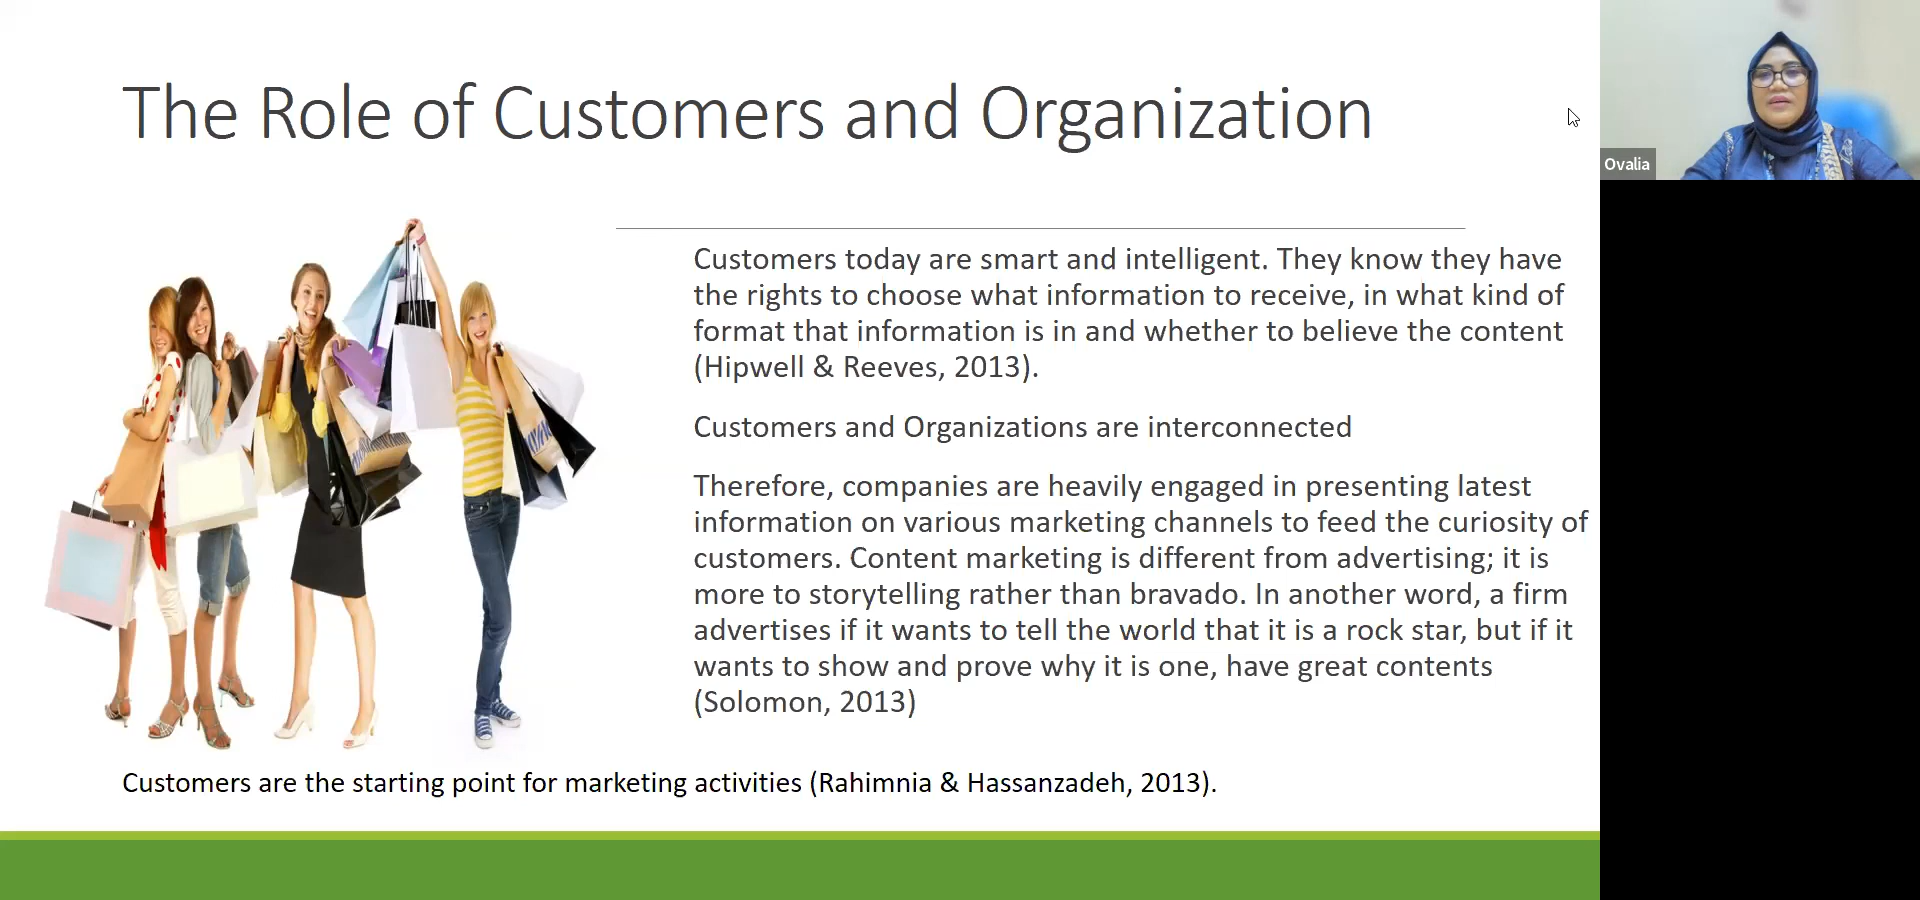 The Role of Customers and Organization
Ovalia
Customers today are smart and intelligent. They know they have
the rights to choose what information to receive, in what kind of
format that information is in and whether to believe the content
(Hipwell & Reeves, 2013).
Customers and Organizations are interconnected
Therefore, companies are heavily engaged in presenting latest
information on various marketing channels to feed the curiosity of
customers. Content marketing is different from advertising; it is
more to storytelling rather than bravado. In another word, a firm
advertises if it wants to tell the world that it is a rock star, but if it
wants to show and prove why it is one, have great contents
(Solomon, 2013)
Customers are the starting point for marketing activities (Rahimnia & Hassanzadeh, 2013).